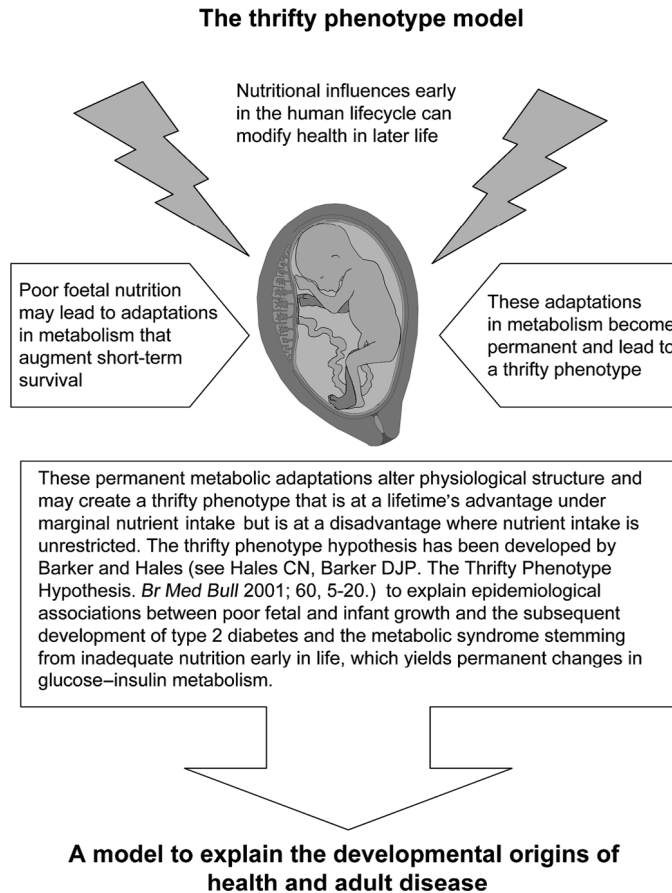 The thrifty phenotype model
Nutritional influences early
in the human lifecycle can
modify health in later life
Poor foetal nutrition
may lead to adaptations
in metabolism that
augment short-term
survival
These adaptations
in metabolism become
permanent and lead to
a thrifty phenotype
These permanent metabolic adaptations alter physiological structure and
may create a thrifty phenotype that is at a lifetime's advantage under
marginal nutrient intake but is at a disadvantage where nutrient intake is
unrestricted. The thrifty phenotype hypothesis has been developed by
Barker and Hales (see Hales CN, Barker DJP. The Thrifty Phenotype
Hypothesis. Br Med Bull 2001; 60, 5-20.) to explain epidemiological
associations between poor fetal and infant growth and the subsequent
development of type 2 diabetes and the metabolic syndrome stemming
from inadequate nutrition early in life, which yields permanent changes in
glucose–insulin metabolism.
A model to explain the developmental origins of
health and adult disease